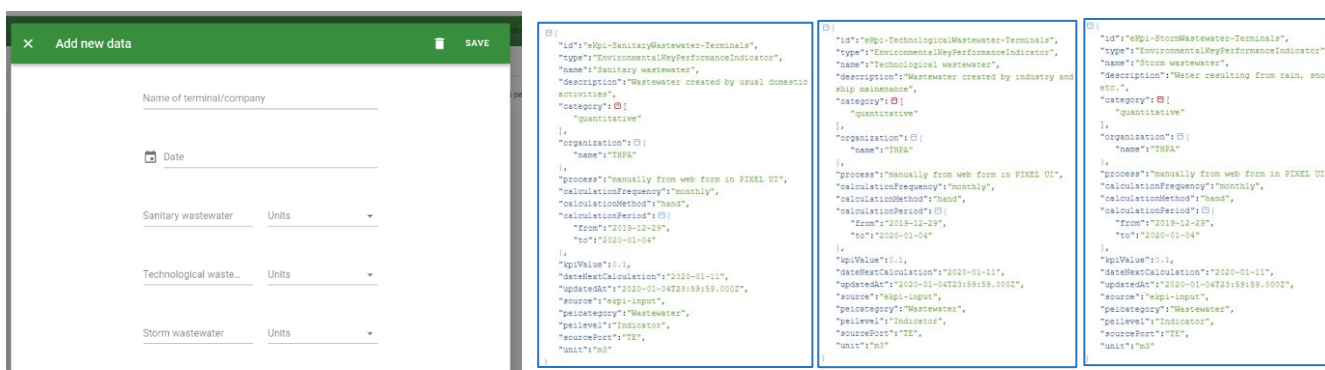 Add new data
SAVE
Name of terminal/company
Date
Sanitary wastewater
Units
Technological waste...
Units
Storm wastewater
Units
{
"id":"eKpi-SanitaryWastewater-Terminals",
"type":"EnvironmentalKeyPerformanceIndicator",
"name":"Sanitary wastewater",
"description":"Wastewater created by usual domestic
activities",
"category":[
"quantitative"
],
"organization":{
"name":"THPA"
},
"process":"manually from web form in PIXEL UI",
"calculationFrequency":"monthly",
"calculationMethod":"hand",
"calculationPeriod":{
"from":"2019-12-29",
"to":"2020-01-04"
},
"kpiValue":0.1,
"dateNextCalculation":"2020-01-11",
"updatedAt":"2020-01-04T23:59:59.000Z",
"source":"ekpi-input",
"peicategory":"Wastewater",
"peilevel":"Indicator",
"sourcePort":"TE",
"unit":"m3"
}
{
"id":"eKpi-TechnologicalWastewater-Terminals",
"type":"EnvironmentalKeyPerformanceIndicator",
"name":"Technological wastewater",
"description":"Wastewater created by industry and
ship mainenance",
"category":[
"quantitative"
],
"organization":{
"name":"THPA"
},
"process":"manually from web form in PIXEL UI",
"calculationFrequency":"monthly",
"calculationMethod":"hand",
"calculationPeriod":{
"from":"2019-12-29",
"to":"2020-01-04"
},
"kpiValue":0.1,
"dateNextCalculation":"2020-01-11",
"updatedAt":"2020-01-04T23:59:59.000Z",
"source":"ekpi-input",
"peicategory":"Wastewater",
"peilevel":"Indicator",
"sourcePort":"TE",
"unit":"m3"
}
{
"id":"eKpi-StormWastewater-Terminals",
"type":"EnvironmentalKeyPerformanceIndicator"
"name":"Storm wastewater",
"description":"Water resulting from rain, sno
etc.",
"category":[
"quantitative"
],
"organization":{
"name":"THPA"
},
"process":"manually from web form in PIXEL UI
"calculationFrequency":"monthly",
"calculationMethod":"hand",
"calculationPeriod":{
"from":"2019-12-29",
"to":"2020-01-04"
},
"kpiValue":0.1,
"dateNextCalculation":"2020-01-11",
"updatedAt":"2020-01-04T23:59:59.000Z",
"source":"ekpi-input",
"peicategory":"Wastewater",
"peilevel":"Indicator",
"sourcePort":"TE",
"unit":"m3"
}